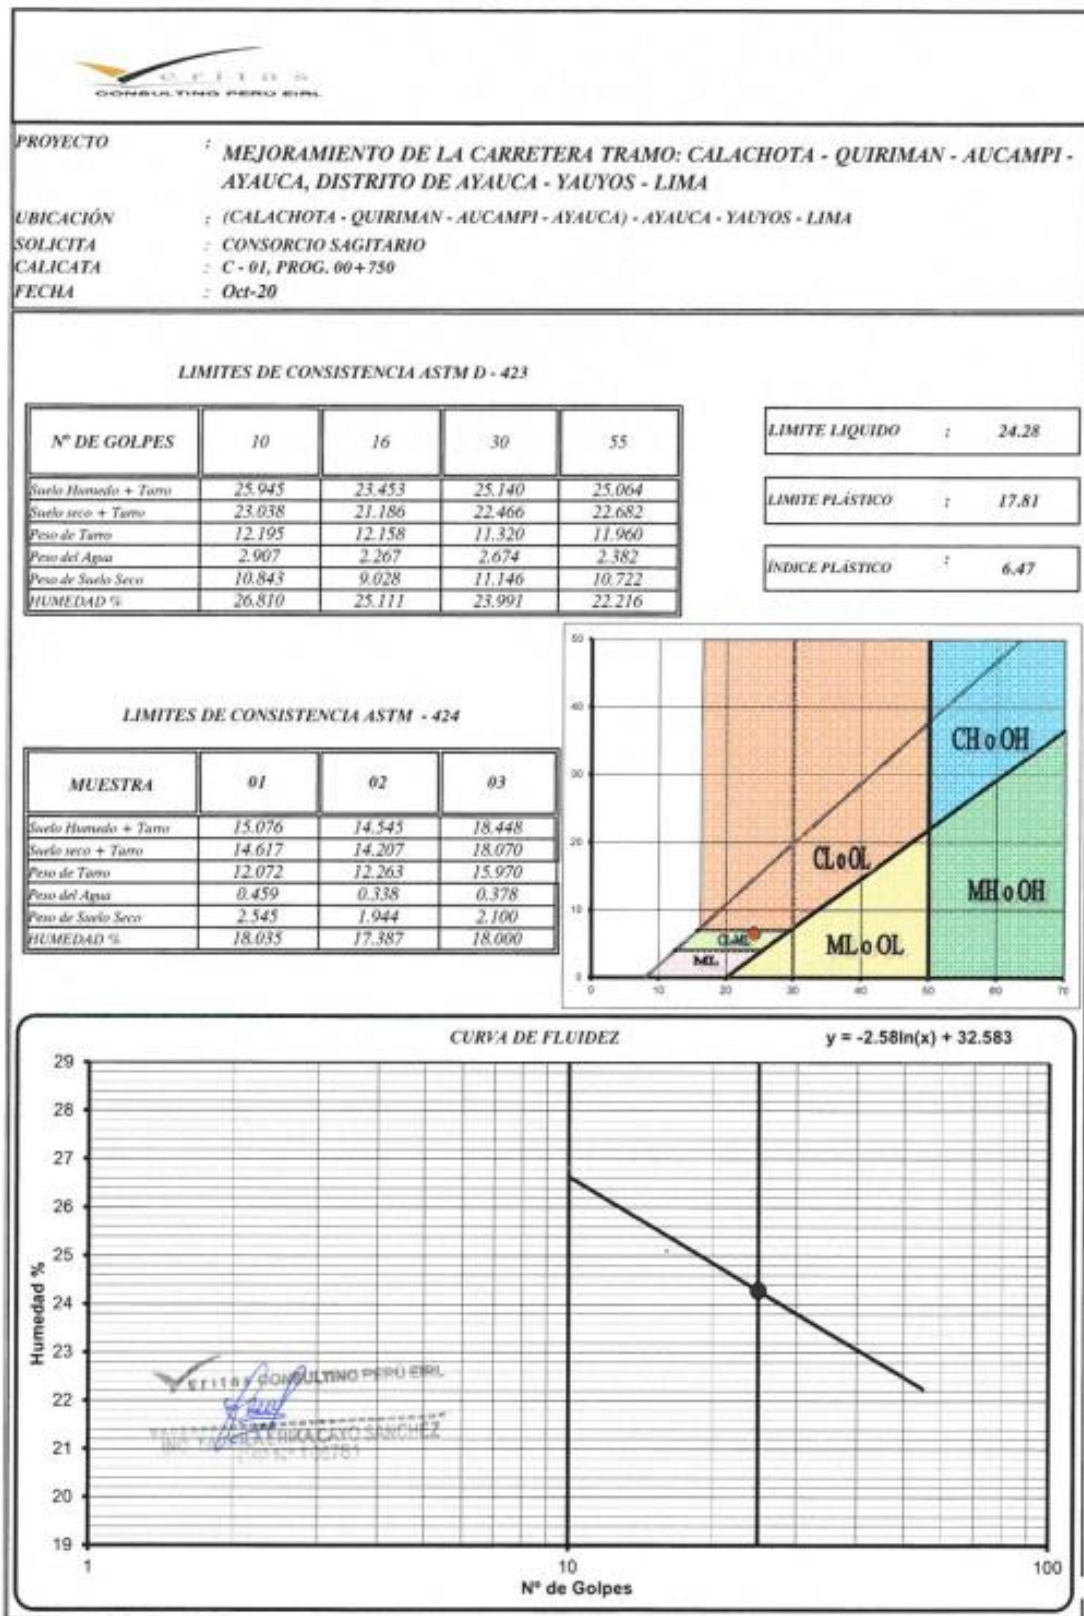 Veritas
CONSULTING PERU EIRL
PROYECTO : MEJORAMIENTO DE LA CARRETERA TRAMO: CALACHOTA - QUIRIMAN - AUCAMPI -
AYAUCA, DISTRITO DE AYAUCA - YAUYOS - LIMA
UBICACIÓN : (CALACHOTA - QUIRIMAN - AUCAMPI - AYAUCA) - AYAUCA - YAUYOS - LIMA
SOLICITA : CONSORCIO SAGITARIO
CALICATA : C - 01, PROG. 00+750
FECHA : Oct-20
LIMITES DE CONSISTENCIA ASTM D - 423
Nº DE GOLPES 10 16 30 55
Suelo Humedo + Tarro 25.945 23.453 25.140 25.064
Suelo seco + Tarro 23.038 21.186 22.466 22.682
Peso de Tarro 12.195 12.158 11.320 11.960
Peso del Agua 2.907 2.267 2.674 2.382
Peso de Suelo Seco 10.843 9.028 11.146 10.722
HUMEDAD % 26.810 25.111 23.991 22.216
LIMITE LIQUIDO : 24.28
LIMITE PLÁSTICO : 17.81
ÍNDICE PLÁSTICO : 6.47
LIMITES DE CONSISTENCIA ASTM - 424
MUESTRA 01 02 03
Suelo Humedo + Tarro 15.076 14.545 18.448
Suelo seco + Tarro 14.617 14.207 18.070
Peso de Tarro 12.072 12.263 15.970
Peso del Agua 0.459 0.338 0.378
Peso de Suelo Seco 2.545 1.944 2.100
HUMEDAD % 18.035 17.387 18.000
50
40
30
20
10
0
CH o OH
CL o OL
MH o OH
CL-ML
ML o OL
ML
0 10 20 30 40 50 60 70
CURVA DE FLUIDEZ
y = -2.58ln(x) + 32.583
Humedad %
29
28
27
26
25
24
23
22
21
20
19
1 10 100
Nº de Golpes
Veritas CONSULTING PERÚ EIRL
ERIKA CAYO SANCHEZ